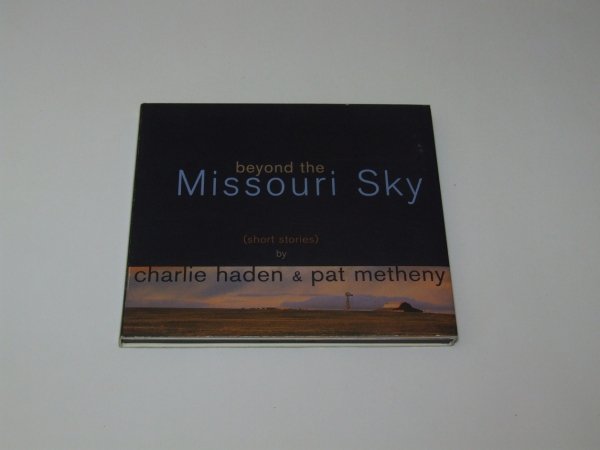 beyond the
Missouri Sky
(short stories)
by
charlie haden & pat metheny